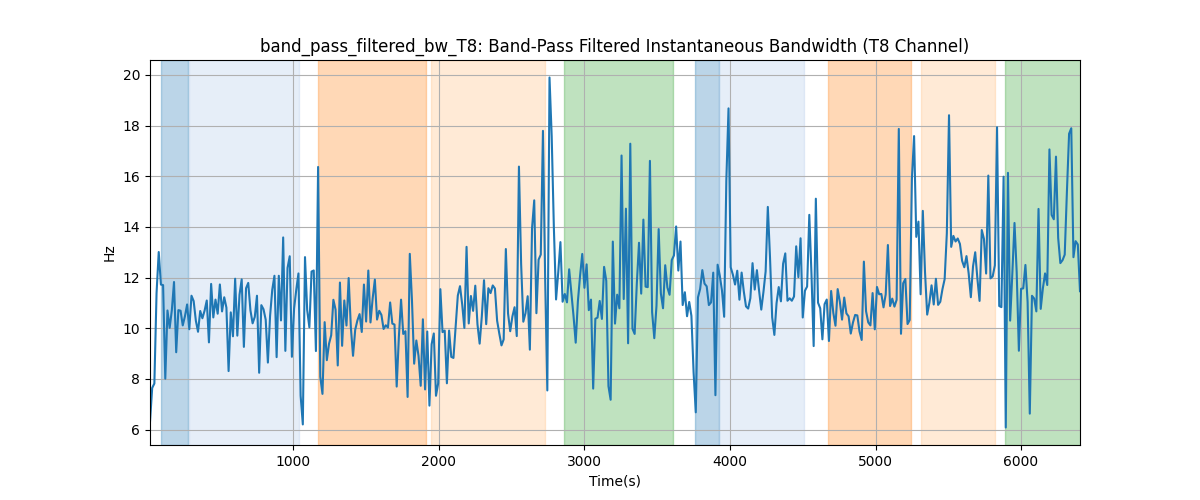 band_pass_filtered_bw_T8: Band-Pass Filtered Instantaneous Bandwidth (T8 Channel)
20
18
16
14
12
10
8
6
Hz
1000 2000 3000 4000 5000 6000
Time(s)